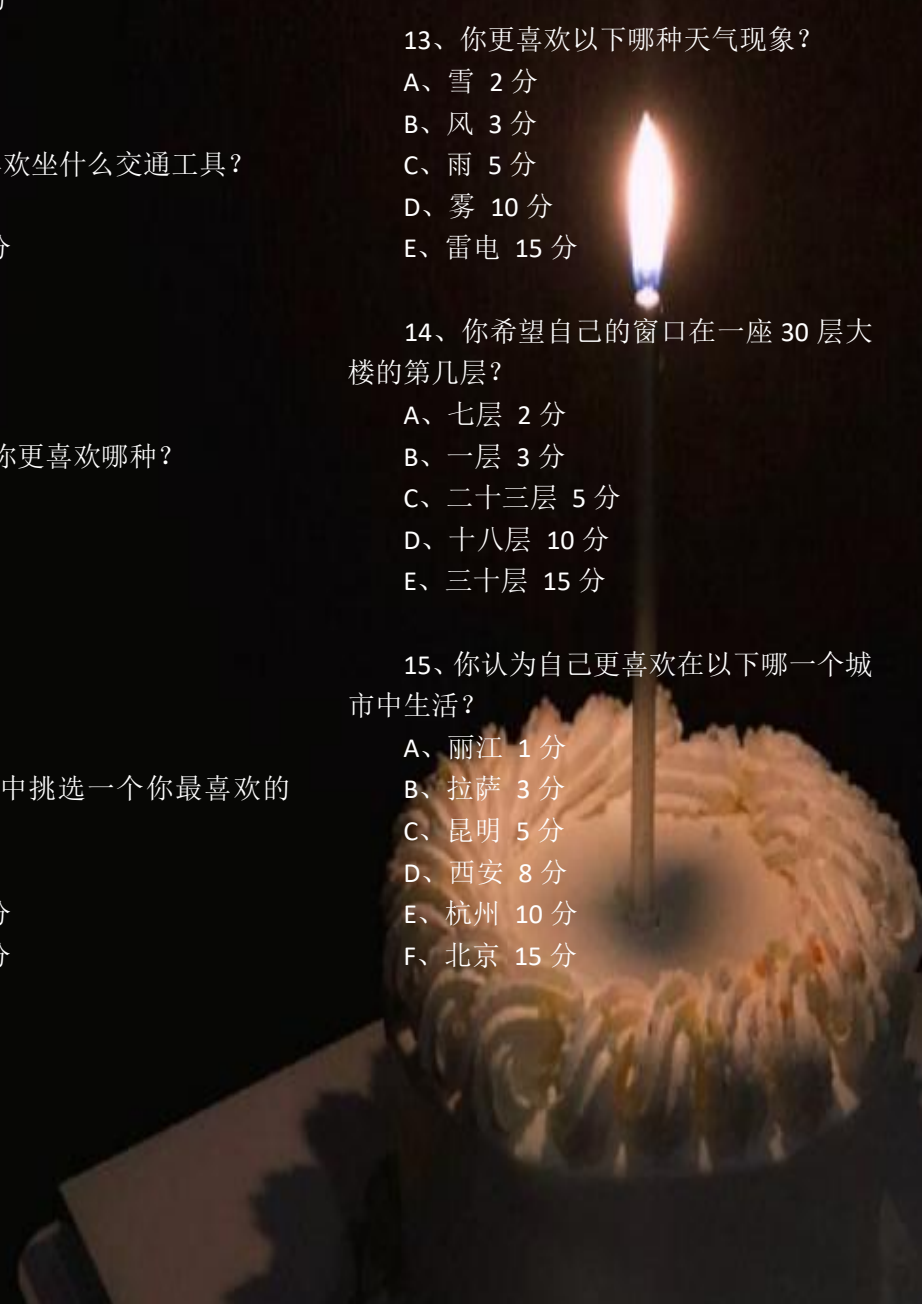 欢坐什么交通工具？
分
你更喜欢哪种？
中挑选一个你最喜欢的
分
分
13、你更喜欢以下哪种天气现象？
A、雪 2 分
B、风 3 分
C、雨 5 分
D、雾 10 分
E、雷电 15 分
14、你希望自己的窗口在一座 30 层大
楼的第几层？
A、七层 2 分
B、一层 3 分
C、二十三层 5 分
D、十八层 10 分
E、三十层 15 分
15、你认为自己更喜欢在以下哪一个城
市中生活？
A、丽江 1 分
B、拉萨 3 分
C、昆明 5 分
D、西安 8 分
E、杭州 10 分
F、北京 15 分